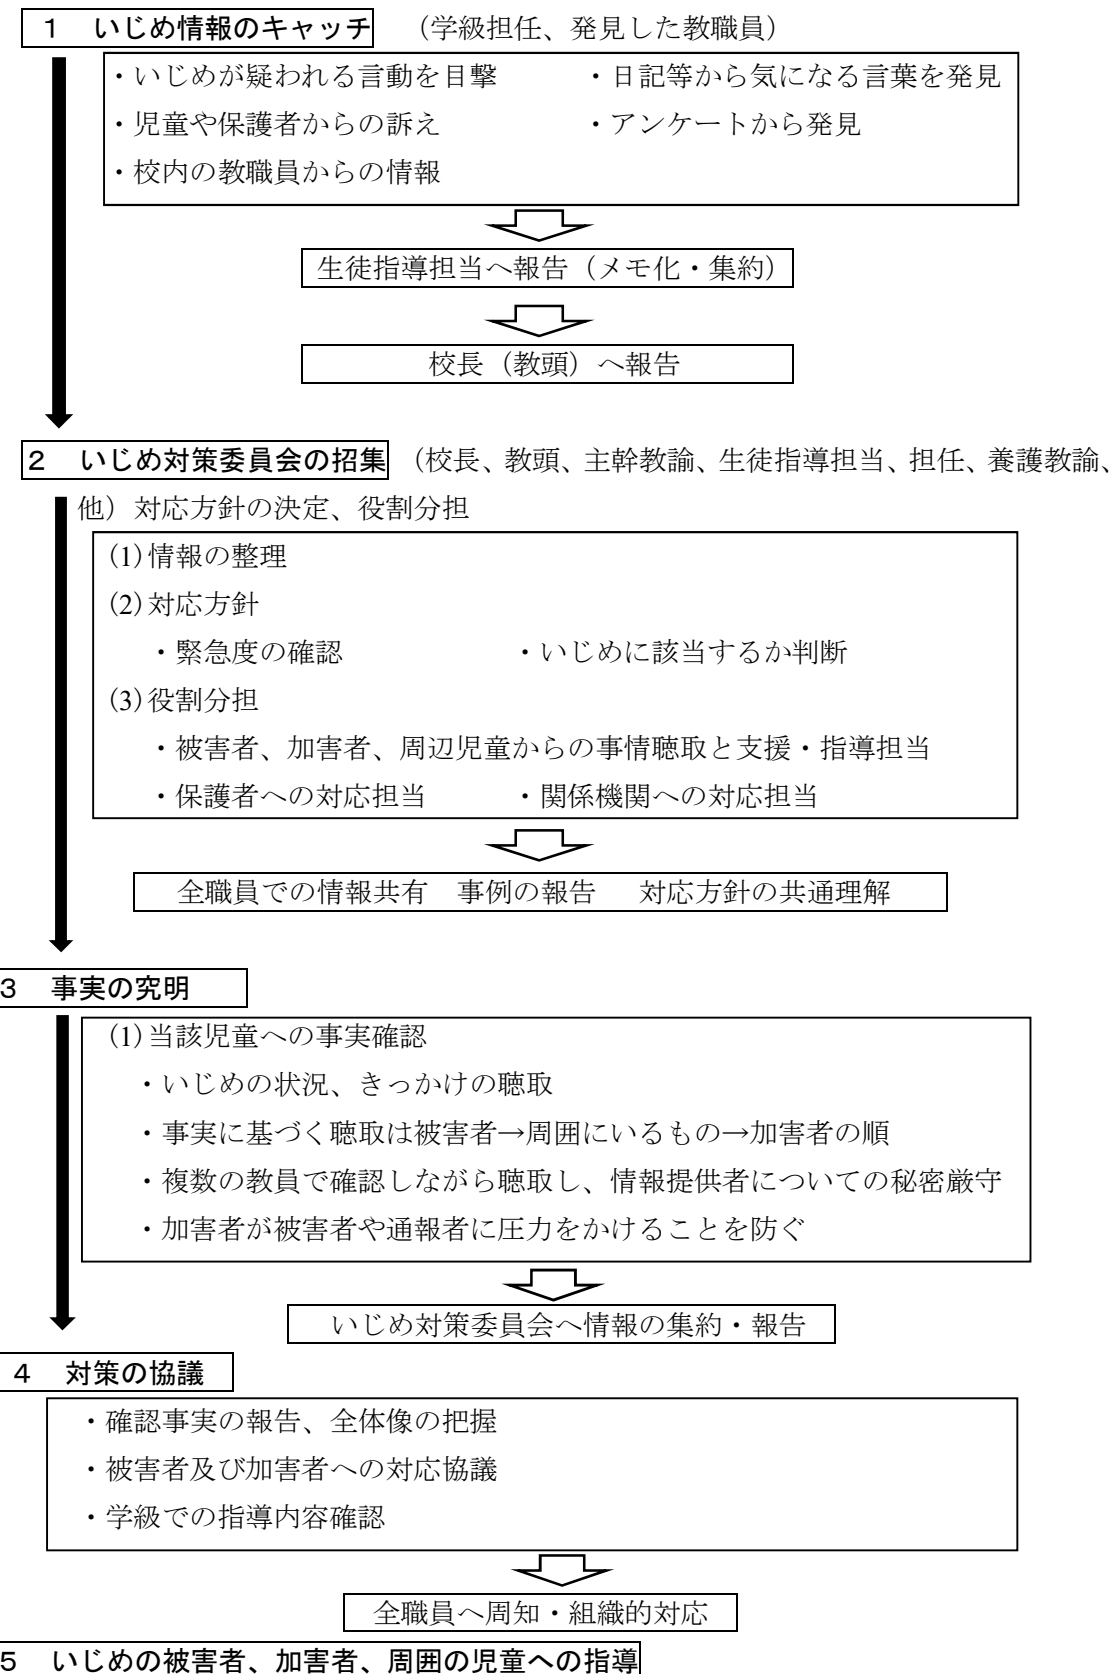 １　いじめ情報のキャッチ　（学級担任、発見した教職員）
・いじめが疑われる言動を目撃　・日記等から気になる言葉を発見
・児童や保護者からの訴え　・アンケートから発見
・校内の教職員からの情報
生徒指導担当へ報告（メモ化・集約）
校長（教頭）へ報告
２　いじめ対策委員会の招集　（校長、教頭、主幹教諭、生徒指導担当、担任、養護教諭、
他）対応方針の決定、役割分担
(1)情報の整理
(2)対応方針
・緊急度の確認　・いじめに該当するか判断
(3)役割分担
・被害者、加害者、周辺児童からの事情聴取と支援・指導担当
・保護者への対応担当　・関係機関への対応担当
全職員での情報共有　事例の報告　対応方針の共通理解
３　事実の究明
(1)当該児童への事実確認
・いじめの状況、きっかけの聴取
・事実に基づく聴取は被害者→周囲にいるもの→加害者の順
・複数の教員で確認しながら聴取し、情報提供者についての秘密厳守
・加害者が被害者や通報者に圧力をかけることを防ぐ
いじめ対策委員会へ情報の集約・報告
４　対策の協議
・確認事実の報告、全体像の把握
・被害者及び加害者への対応協議
・学級での指導内容確認
全職員へ周知・組織的対応
５　いじめの被害者、加害者、周囲の児童への指導